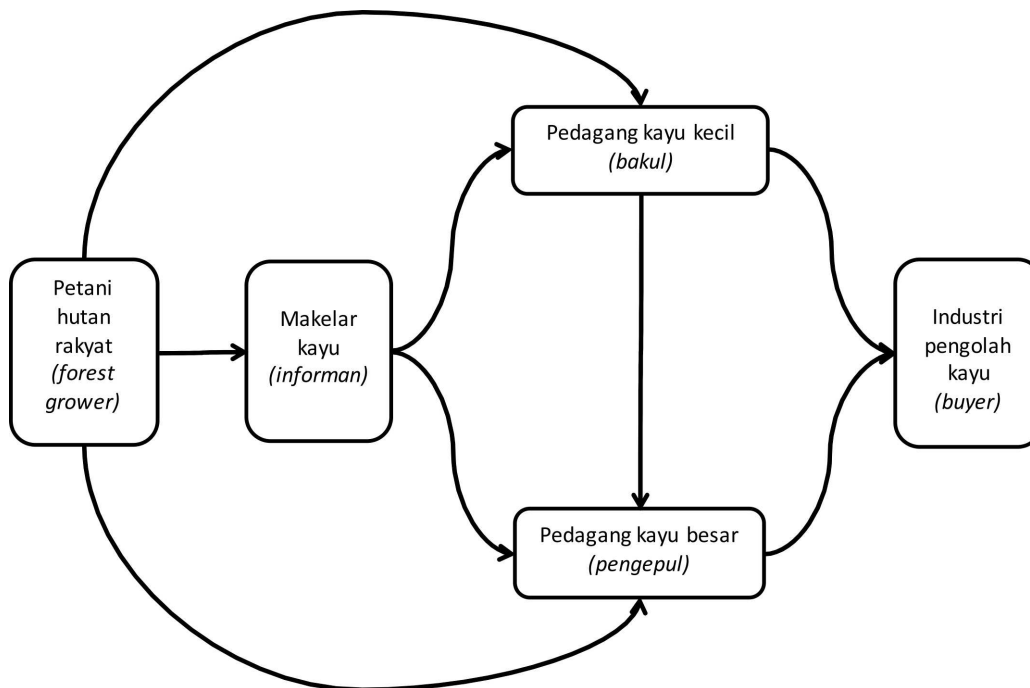 Pedagang kayu kecil
(bakul)
Petani
hutan
rakyat
(forest
grower)
Makelar
kayu
(informan)
Industri
pengolah
kayu
(buyer)
Pedagang kayu besar
(pengepul)